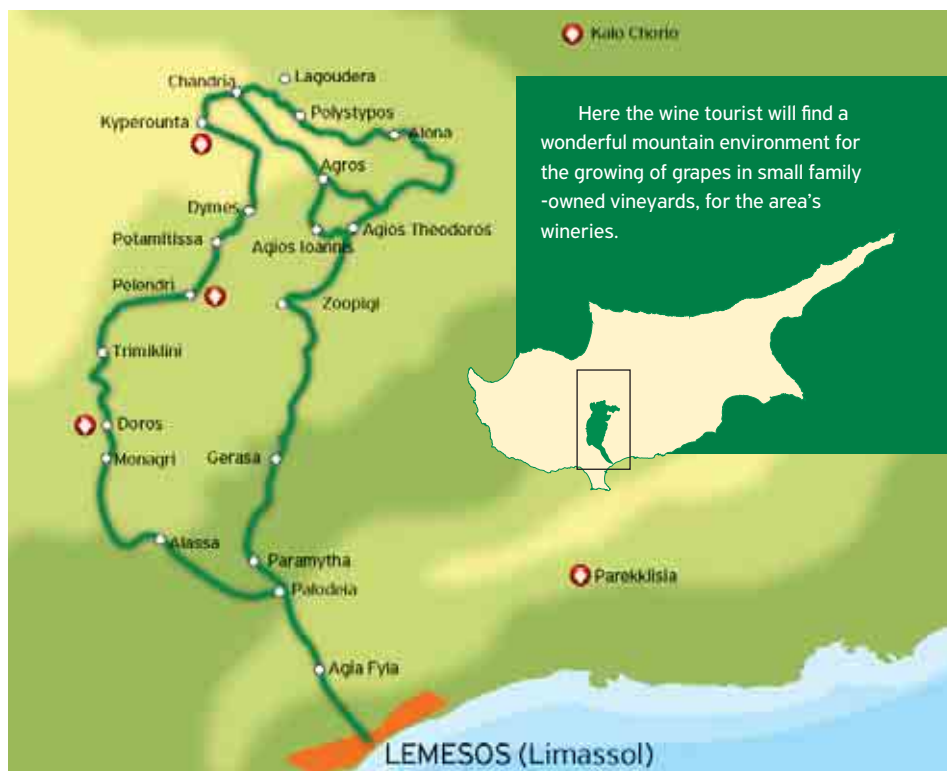 Kalo Chorio
Lagoudera
Chandria
Polystypos
Kyperounta
Alona
Here the wine tourist will find a
wonderful mountain environment for
the growing of grapes in small family
-owned vineyards, for the area's
wineries.
Agros
Dymes
Agios Ioannis
Agios Theodoros
Potamitissa
Pelendri
Zoopigi
Trimiklini
Doros
Monagri
Gerasa
Alassa
Paramytha
Palodeia
Parekklisia
Agia Fyla
LEMESOS (Limassol)